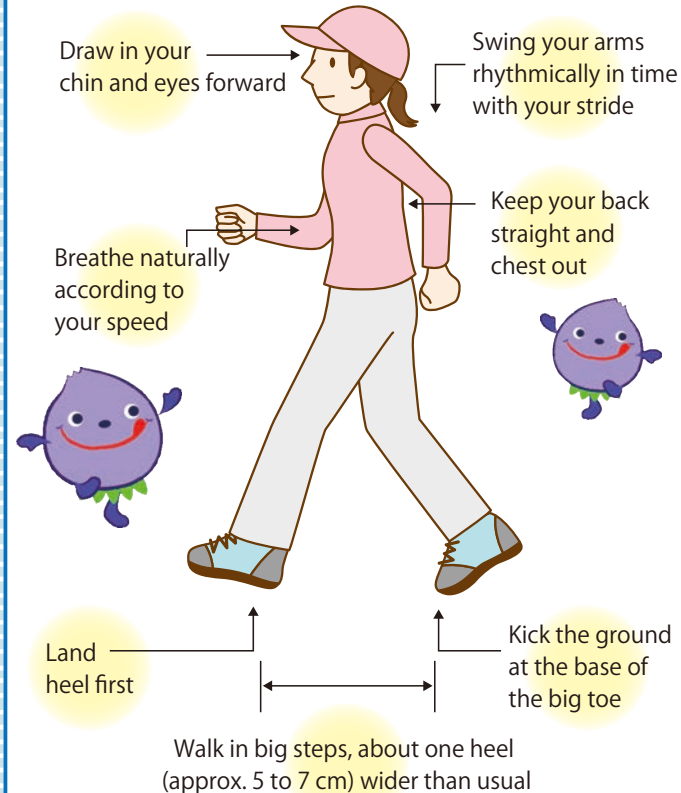 Draw in your
chin and eyes forward
Swing your arms
rhythmically in time
with your stride
Keep your back
straight and
chest out
Breathe naturally
according to
your speed
Land
heel first
Kick the ground
at the base of
the big toe
Walk in big steps, about one heel
(approx. 5 to 7 cm) wider than usual